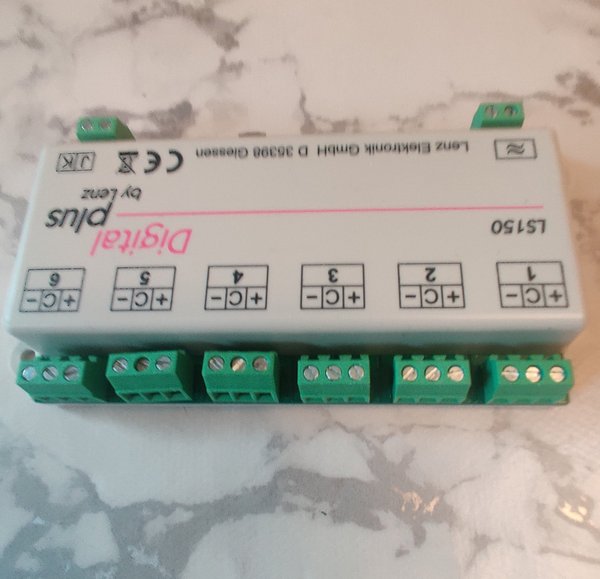 + C − + C − + C − + C − + C − + C −
1 2 3 4 5 6
Digital
LS150
plus
by Lenz
Lenz Elektronik GmbH D 35398 Giessen CE J K